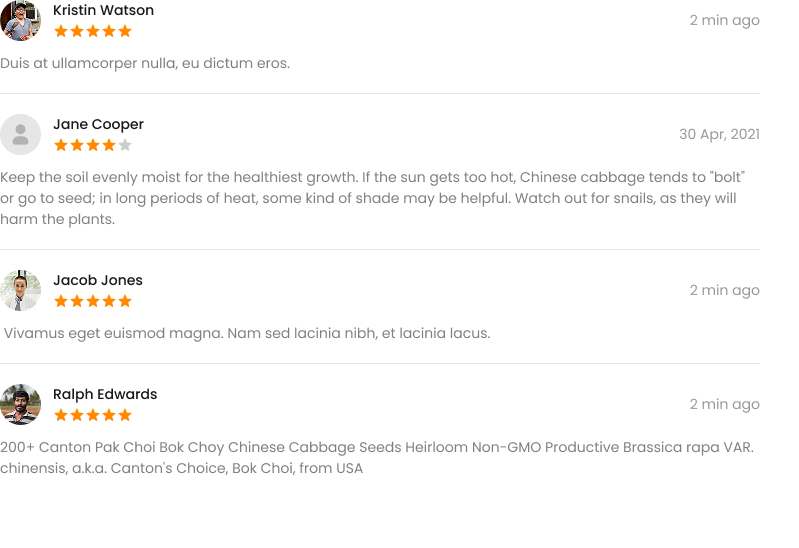 Kristin Watson
2 min ago
Duis at ullamcorper nulla, eu dictum eros.
Jane Cooper
30 Apr, 2021
Keep the soil evenly moist for the healthiest growth. If the sun gets too hot, Chinese cabbage tends to "bolt"
or go to seed; in long periods of heat, some kind of shade may be helpful. Watch out for snails, as they will
harm the plants.
Jacob Jones
2 min ago
Vivamus eget euismod magna. Nam sed lacinia nibh, et lacinia lacus.
Ralph Edwards
2 min ago
200+ Canton Pak Choi Bok Choy Chinese Cabbage Seeds Heirloom Non-GMO Productive Brassica rapa VAR.
chinensis, a.k.a. Canton's Choice, Bok Choi, from USA